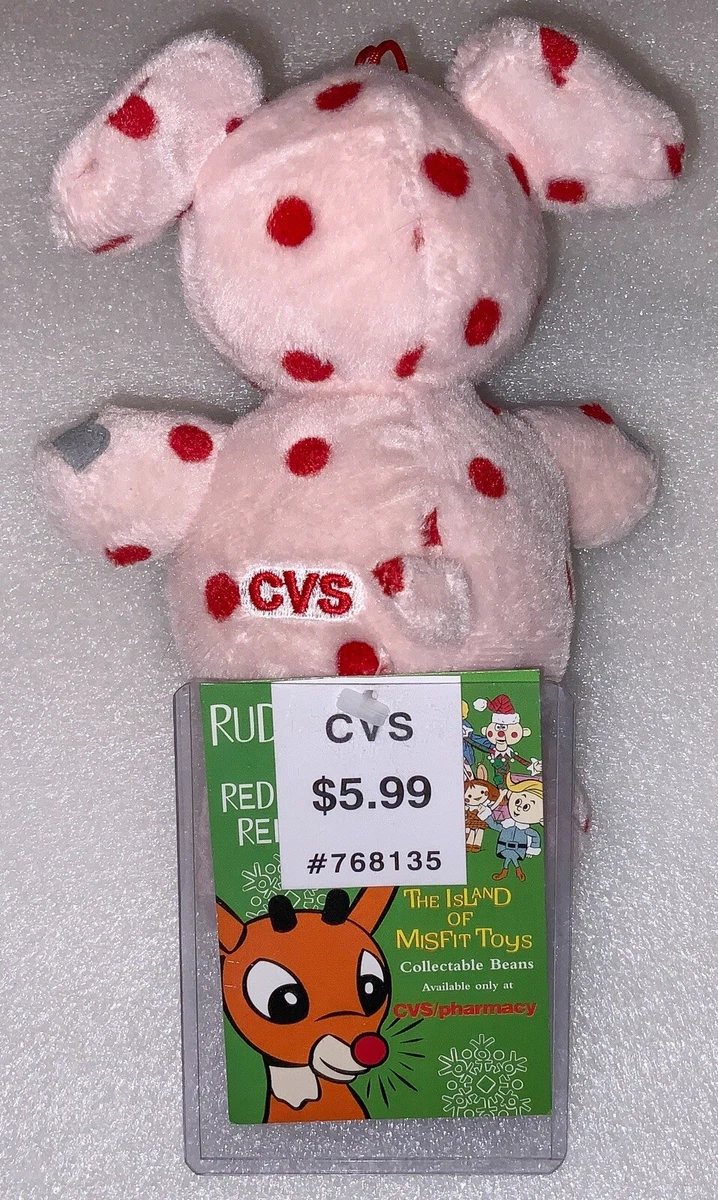 CVS
CVS
$5.99
#768135
RUD
RED
THE ISLAND
OF
MISFIT TOYS
Collectable Beans
Available only at
CVS/pharmacy